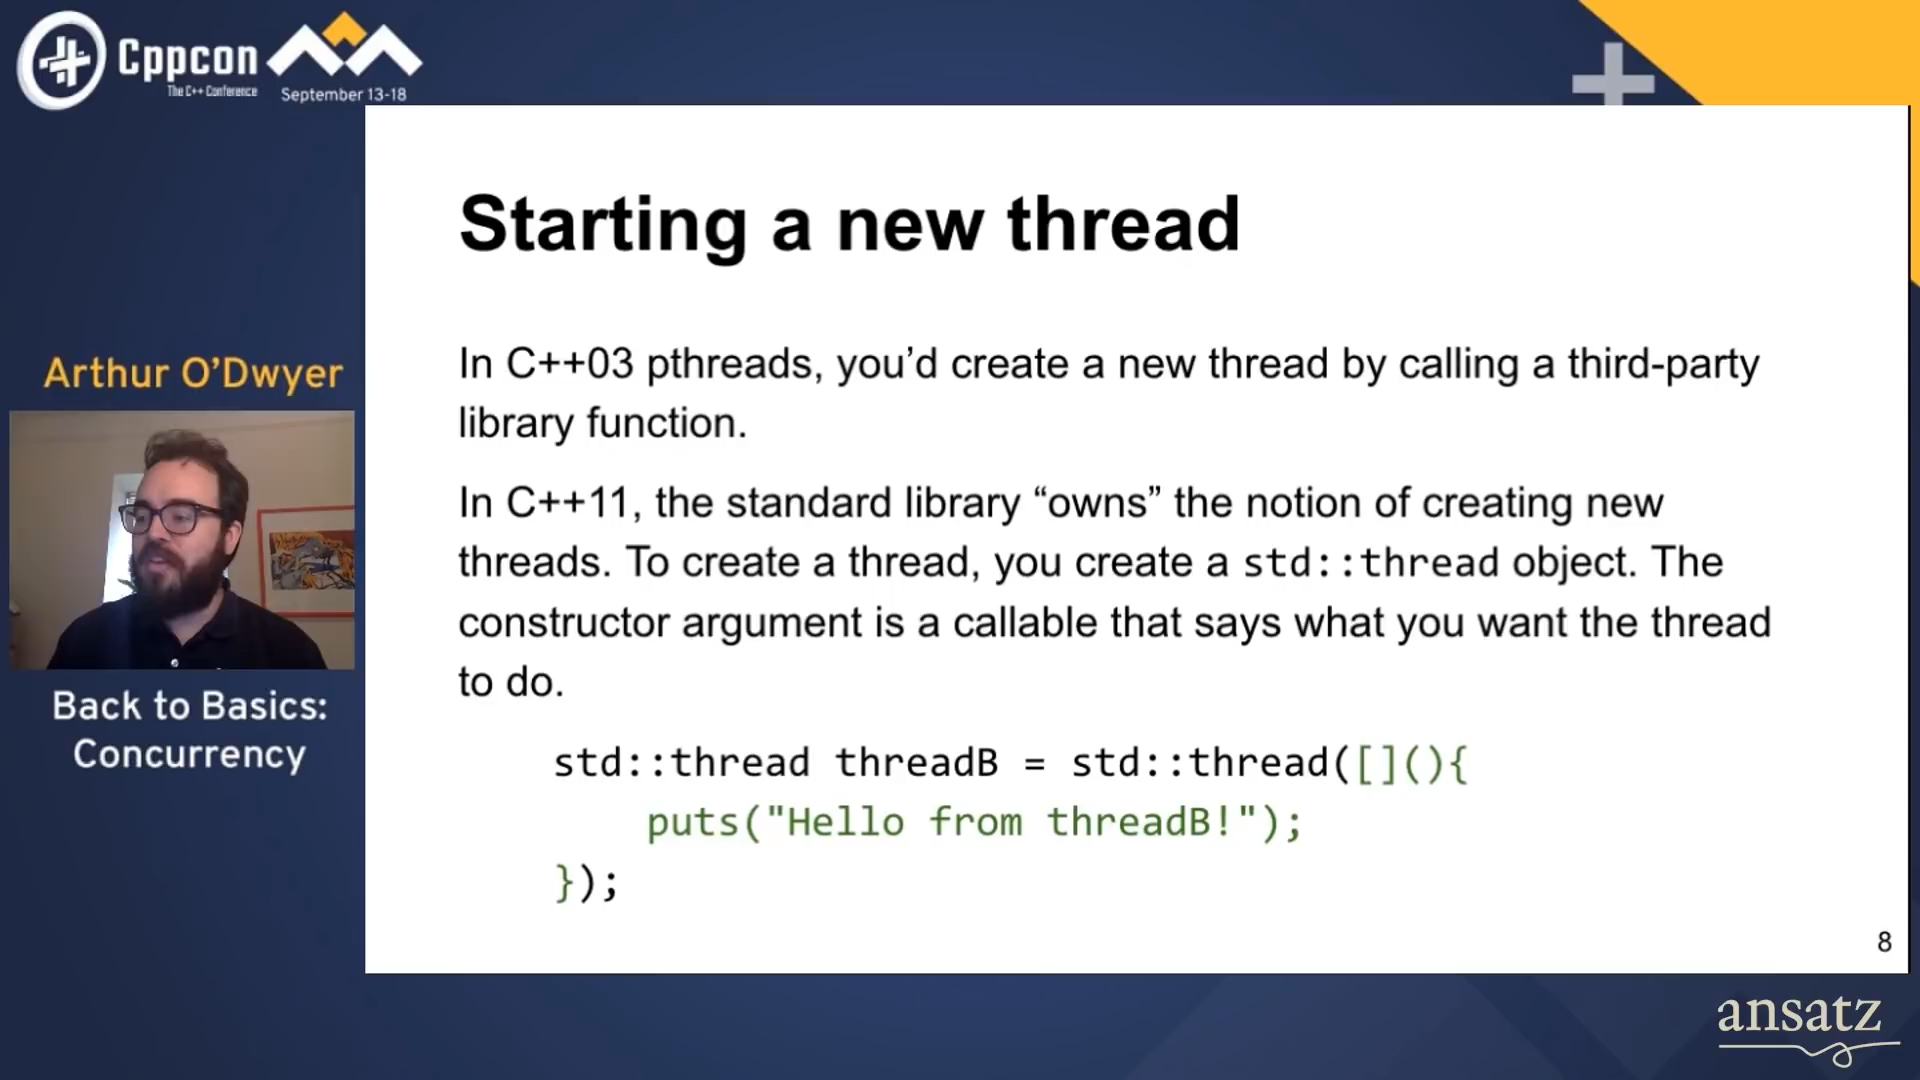 Cppcon
The C++ Conference
September 13-18
Starting a new thread
In C++03 pthreads, you’d create a new thread by calling a third-party
library function.
In C++11, the standard library “owns” the notion of creating new
threads. To create a thread, you create a std::thread object. The
constructor argument is a callable that says what you want the thread
to do.
std::thread threadB = std::thread([](){
puts("Hello from threadB!");
});
8
Arthur O’Dwyer
Back to Basics:
Concurrency
ansatz